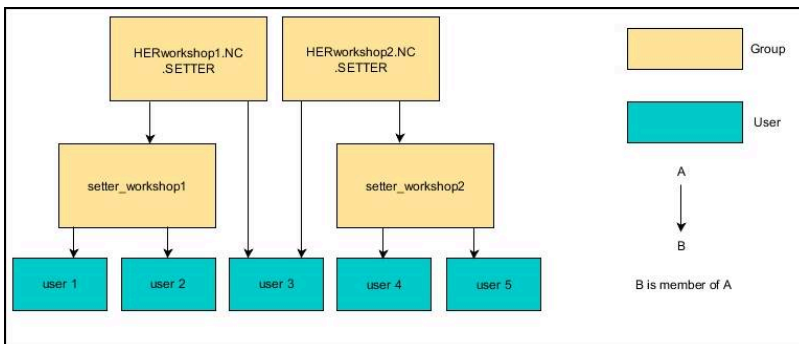 HERworkshop1.NC
.SETTER
HERworkshop2.NC
.SETTER
Group
User
setter_workshop1
setter_workshop2
A
B
user 1
user 2
user 3
user 4
user 5
B is member of A